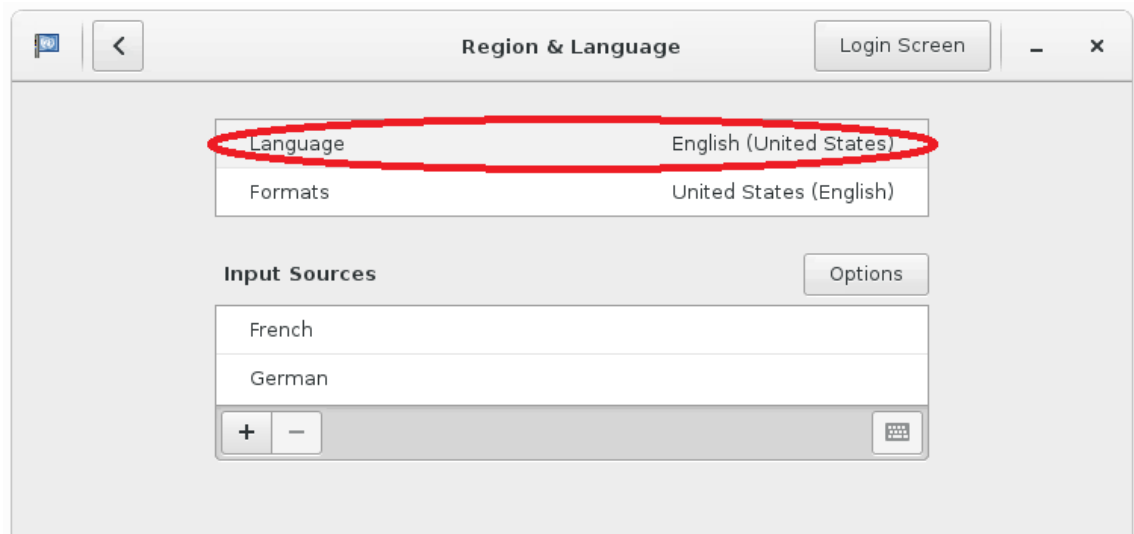 Region & Language
Login Screen
Language English (United States)
Formats United States (English)
Input Sources
Options
French
German